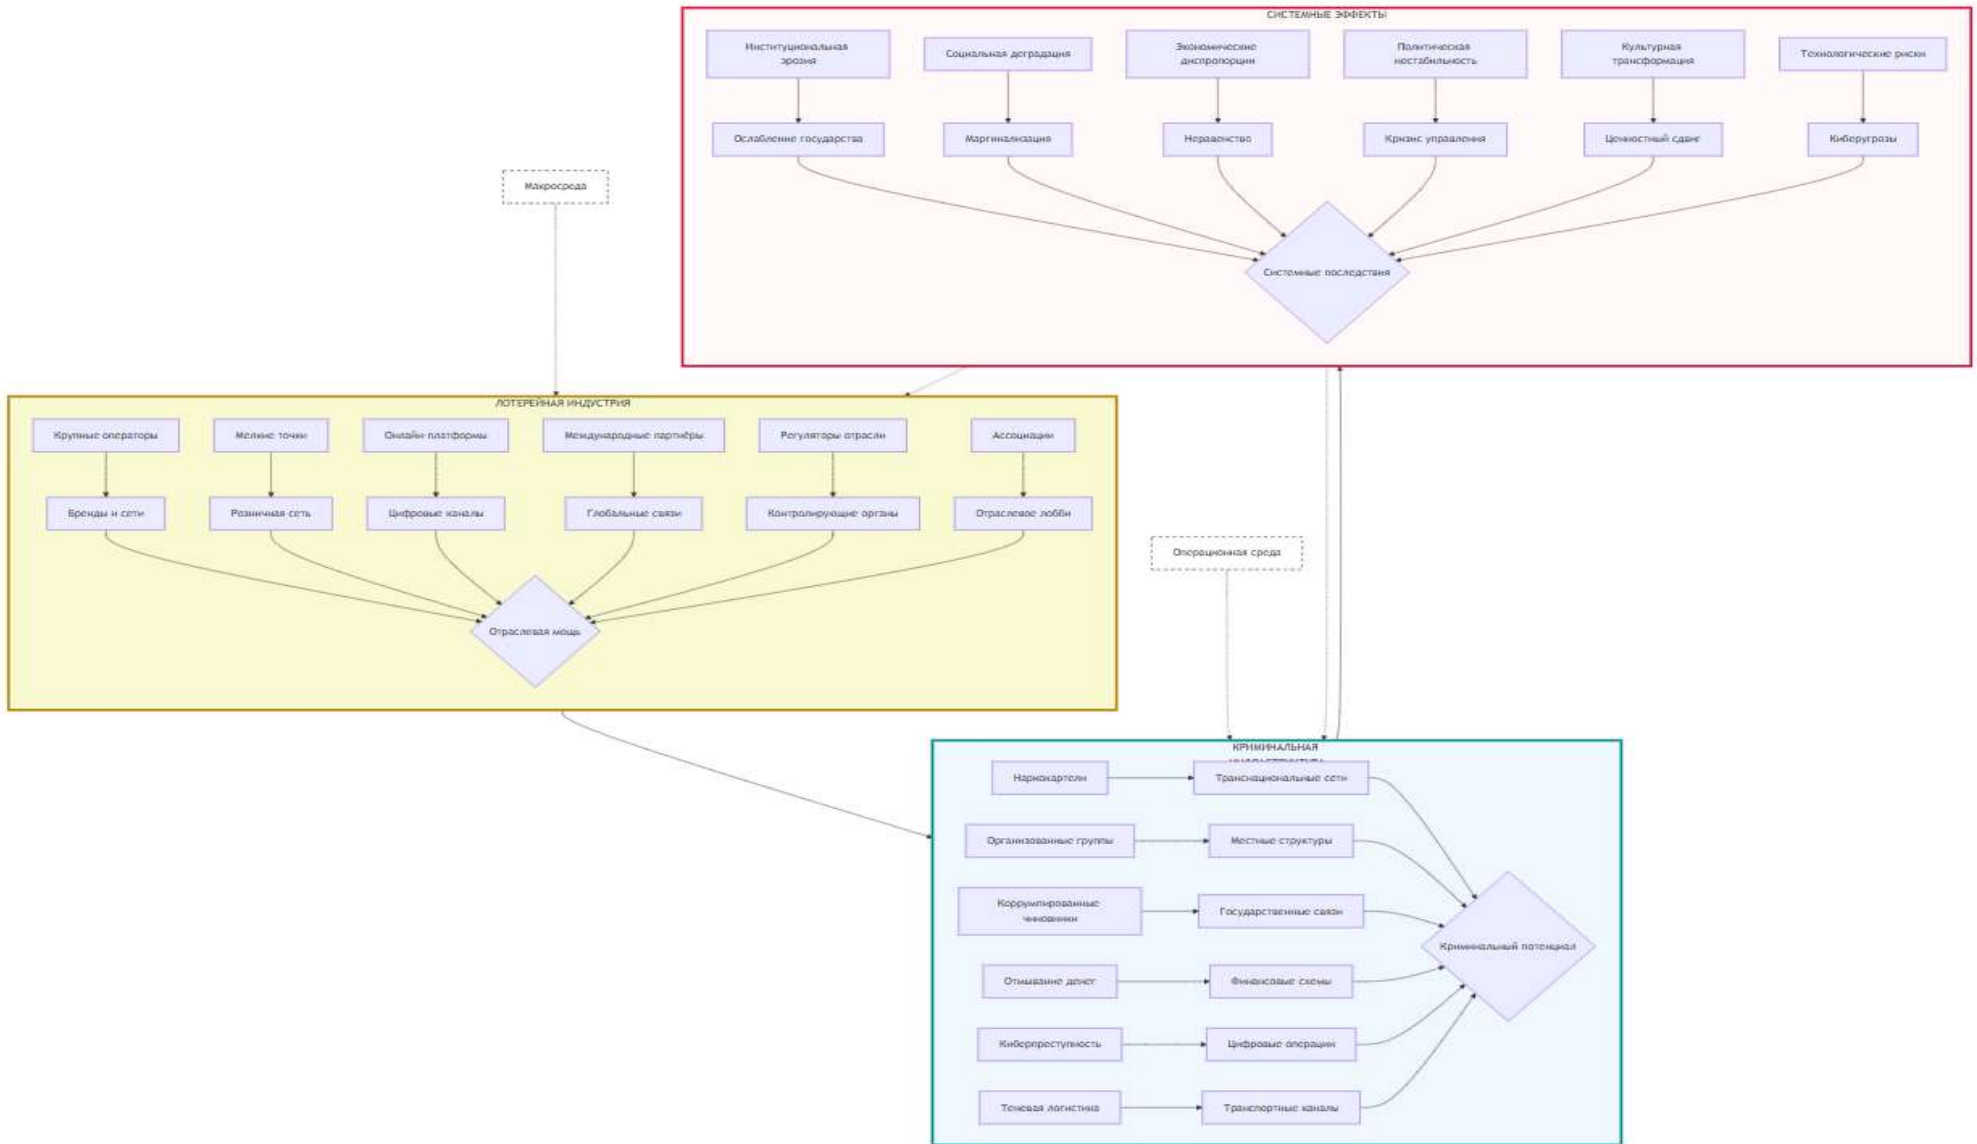 СИСТЕМНЫЕ ЭФФЕКТЫ
Институциональная
эрозия
Социальная деградация
Экономические
диспропорции
Политическая
нестабильность
Культурная
трансформация
Технологические риски
Ослабление государства
Маргинализация
Неравенство
Кризис управления
Ценностный сдвиг
Киберугрозы
Системные последствия
Макросреда
ЛОТЕРЕЙНАЯ ИНДУСТРИЯ
Крупные операторы
Мелкие точки
Онлайн-платформы
Международные партнёры
Регуляторы отрасли
Ассоциации
Бренды и сети
Розничная сеть
Цифровые каналы
Глобальные связи
Контролирующие органы
Отраслевое лобби
Отраслевая мощь
Операционная среда
КРИМИНАЛЬНАЯ
Наркокартели
Транснациональные сети
Организованные группы
Местные структуры
Коррумпированные
чиновники
Государственные связи
Криминальный потенциал
Отмывание денег
Финансовые схемы
Киберпреступность
Цифровые операции
Теневая логистика
Транспортные каналы